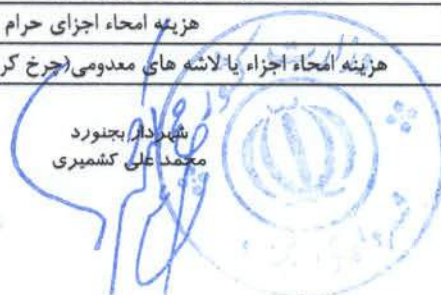 هزینه امحاء اجزای حرام
هزینه امحاء اجزاء یا لاشه های معدومی(چرخ کر
شهردار بجنورد
محمد علی کشمیری